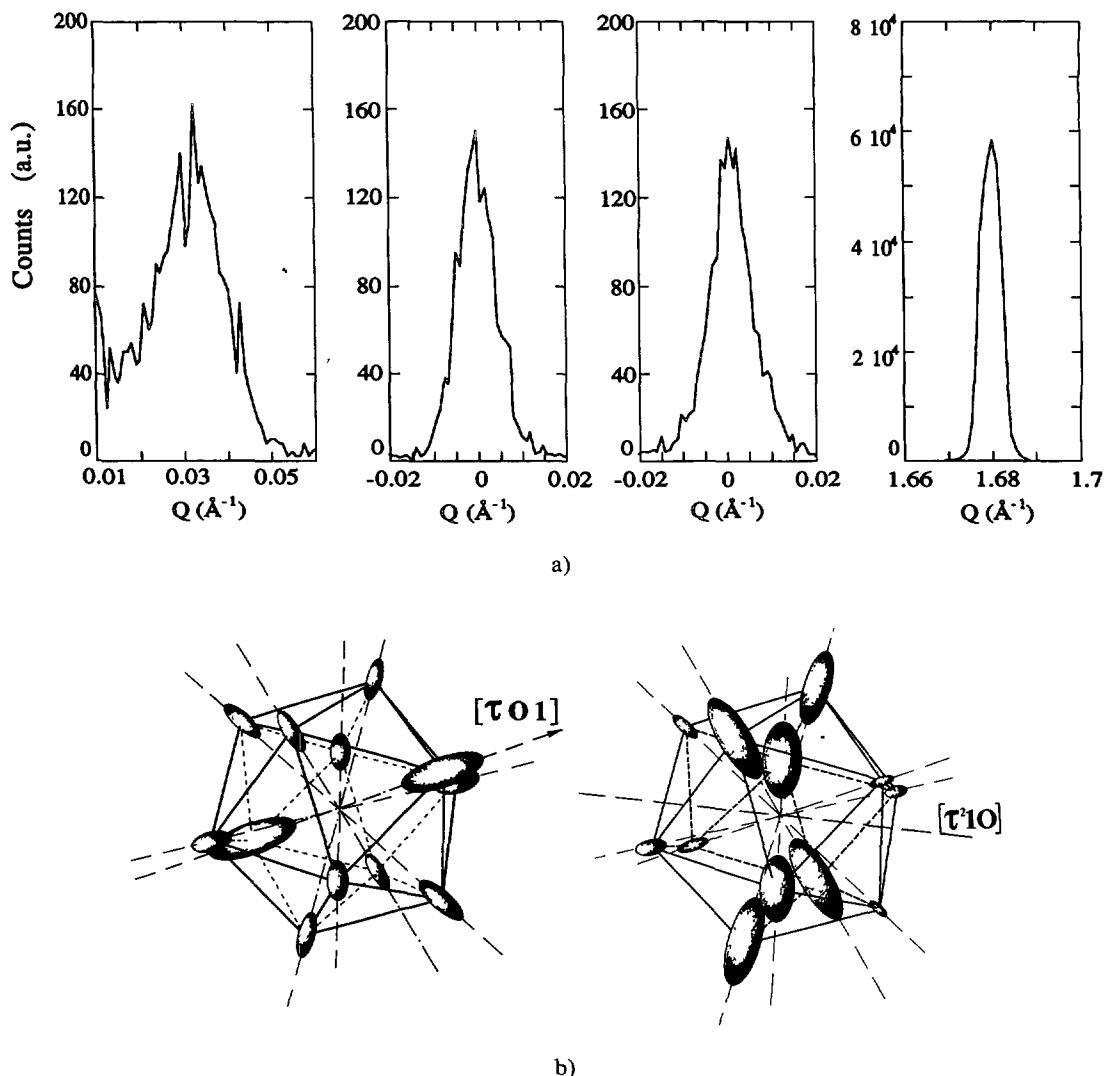 200 200 200 8 10⁴
160 160 160 6 10⁴
120 120 120 4 10⁴
80 80 80 2 10⁴
40 40 40
0 0 0 0
Counts (a.u.)
0.01 0.03 0.05 -0.02 0 0.02 -0.02 0 0.02 1.66 1.68 1.7
Q (Å⁻¹) Q (Å⁻¹) Q (Å⁻¹) Q (Å⁻¹)
a)
[τ 0 1]
[τ²10]
b)